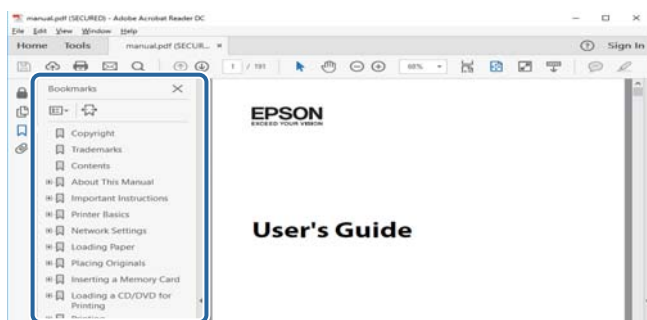 manual.pdf (SECURED) - Adobe Acrobat Reader DC
File Edit View Window Help
Home Tools manual.pdf (SECUR... × Sign In
1 / 191 68%
Bookmarks
Copyright
Trademarks
Contents
About This Manual
Important Instructions
Printer Basics
Network Settings
Loading Paper
Placing Originals
Inserting a Memory Card
Loading a CD/DVD for
Printing
Printing
EPSON
EXCEED YOUR VISION
User's Guide